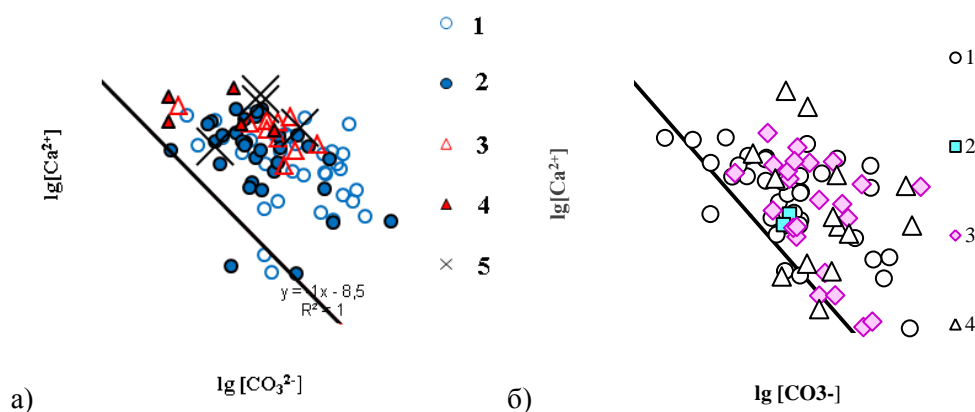 lg[Ca²⁺]
1
2
3
4
5
y = -1x - 8,5
R² = 1
lg [CO₃²⁻]
а)
lg[Ca²⁺]
1
2
3
4
lg [CO3-]
б)